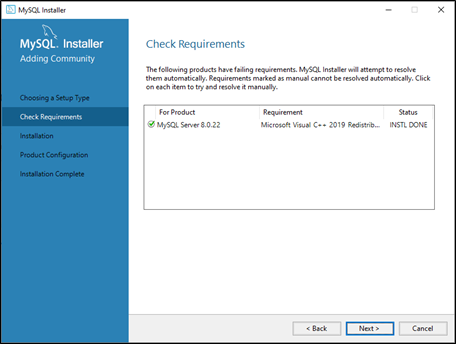 MySQL Installer
MySQL. Installer
Adding Community
Choosing a Setup Type
Check Requirements
Installation
Product Configuration
Installation Complete
Check Requirements
The following products have failing requirements. MySQL Installer will attempt to resolve
them automatically. Requirements marked as manual cannot be resolved automatically. Click
on each item to try and resolve it manually.
For Product Requirement Status
MySQL Server 8.0.22 Microsoft Visual C++ 2019 Redistrib... INSTL DONE
< Back Next > Cancel